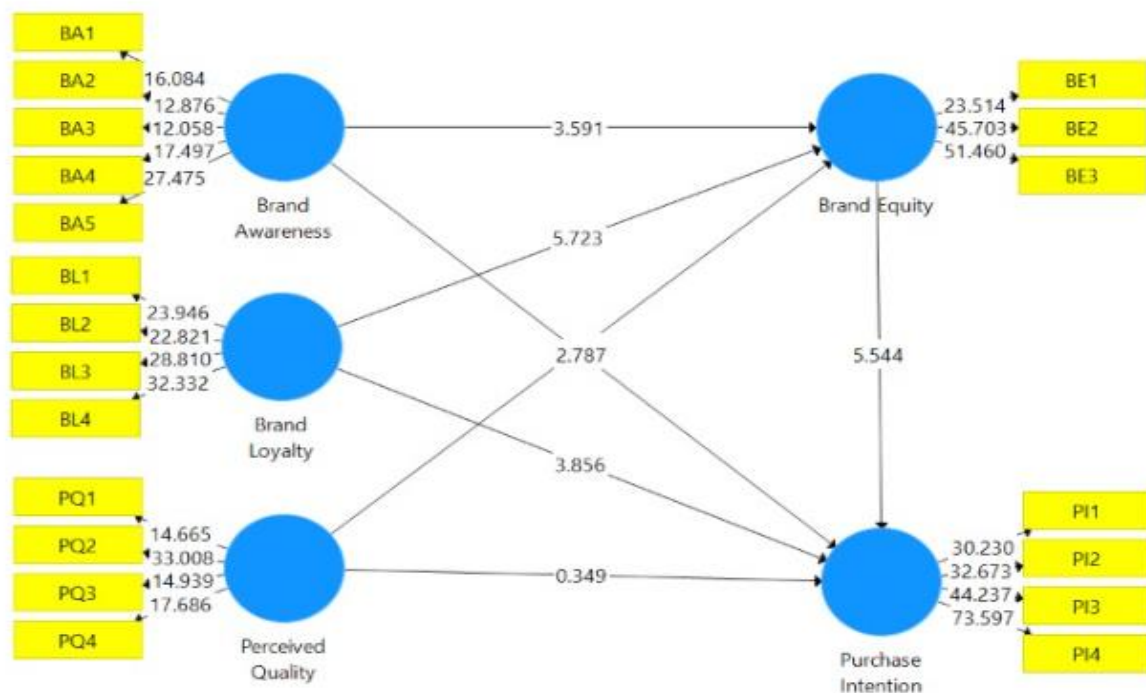 BA1
BA2
BA3
BA4
BA5
16.084
12.876
12.058
17.497
27.475
Brand
Awareness
BL1
BL2
BL3
BL4
23.946
22.821
28.810
32.332
Brand
Loyalty
PQ1
PQ2
PQ3
PQ4
14.665
33.008
14.939
17.686
Perceived
Quality
3.591
5.723
2.787
3.856
0.349
5.544
Brand Equity
23.514
45.703
51.460
BE1
BE2
BE3
Purchase
Intention
30.230
32.673
44.237
73.597
PI1
PI2
PI3
PI4